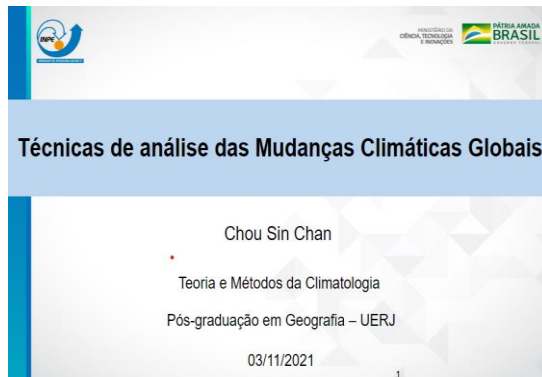 INPE
MINISTÉRIO DA
CIÊNCIA, TECNOLOGIA
E INOVAÇÕES
PÁTRIA AMADA
BRASIL
GOVERNO FEDERAL
Técnicas de análise das Mudanças Climáticas Globais
Chou Sin Chan
Teoria e Métodos da Climatologia
Pós-graduação em Geografia – UERJ
03/11/2021
1